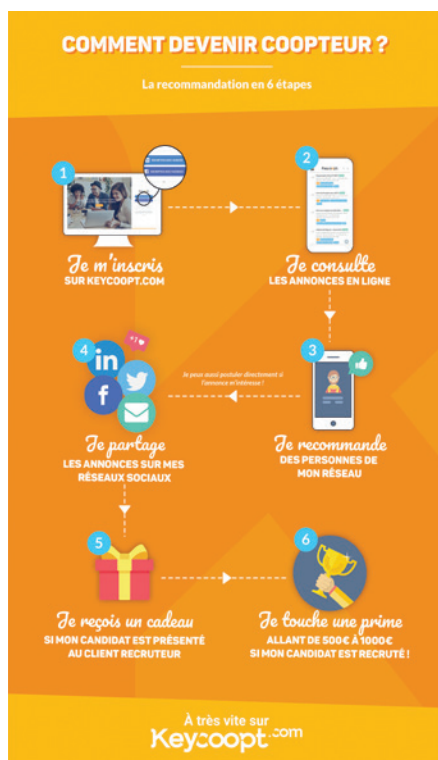 COMMENT DEVENIR COOPTEUR ?
La recommandation en 6 étapes
1
Je m'inscris
SUR KEYCOOPT.COM
2
Je consulte
LES ANNONCES EN LIGNE
3
Je recommande
DES PERSONNES DE
MON RÉSEAU
Je peux aussi postuler directement si
l'annonce m'intéresse !
4
in
f
+1
Je partage
LES ANNONCES SUR MES
RÉSEAUX SOCIAUX
5
Je reçois un cadeau
SI MON CANDIDAT EST PRÉSENTÉ
AU CLIENT RECRUTEUR
6
Je touche une prime
ALLANT DE 500€ À 1000€
SI MON CANDIDAT EST RECRUTÉ !
À très vite sur
Keycoopt.com